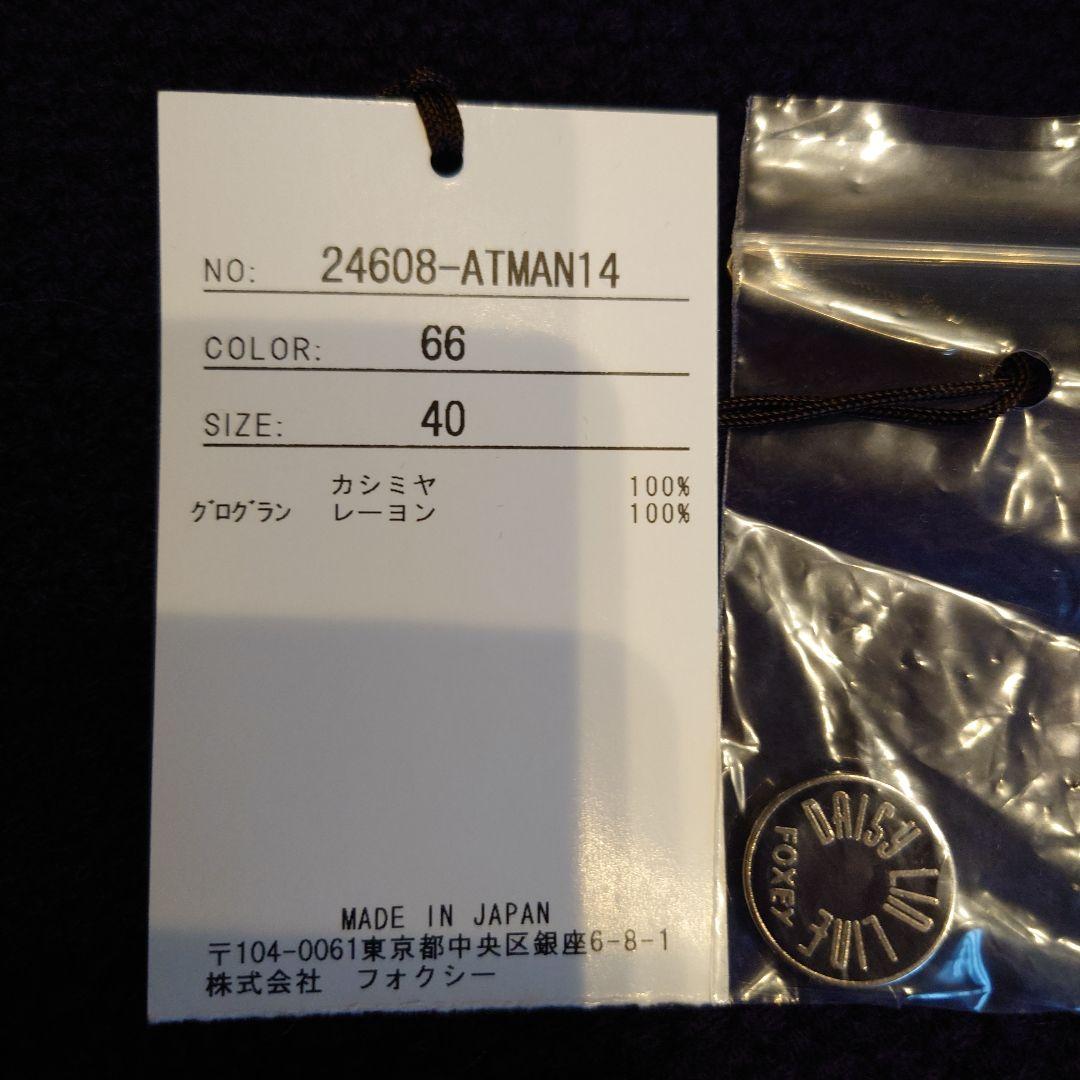 NO: 24608-ATMAN14
COLOR: 66
SIZE: 40
カシミヤ 100%
グログラン レーヨン 100%
MADE IN JAPAN
〒104-0061東京都中央区銀座6-8-1
株式会社 フォクシー
DAISY LIN LINE
FOXEY